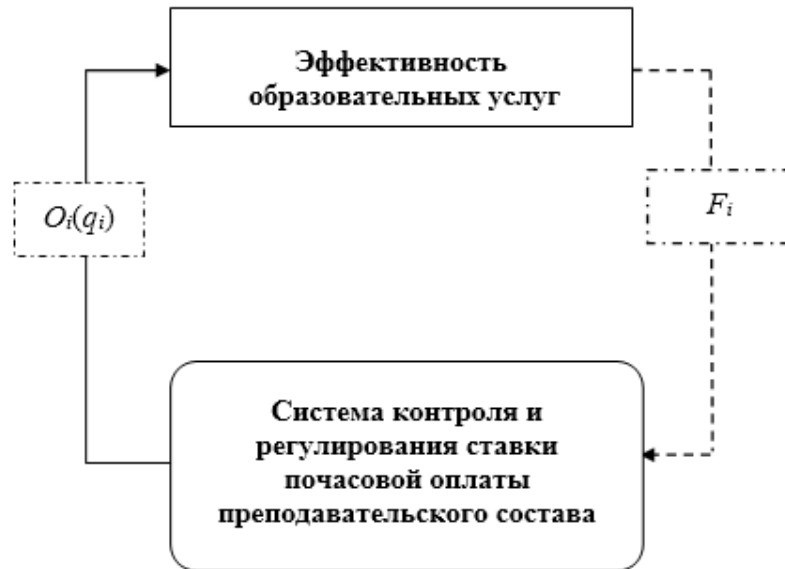 Эффективность
образовательных услуг
Oi(qi)
Fi
Система контроля и
регулирования ставки
почасовой оплаты
преподавательского состава